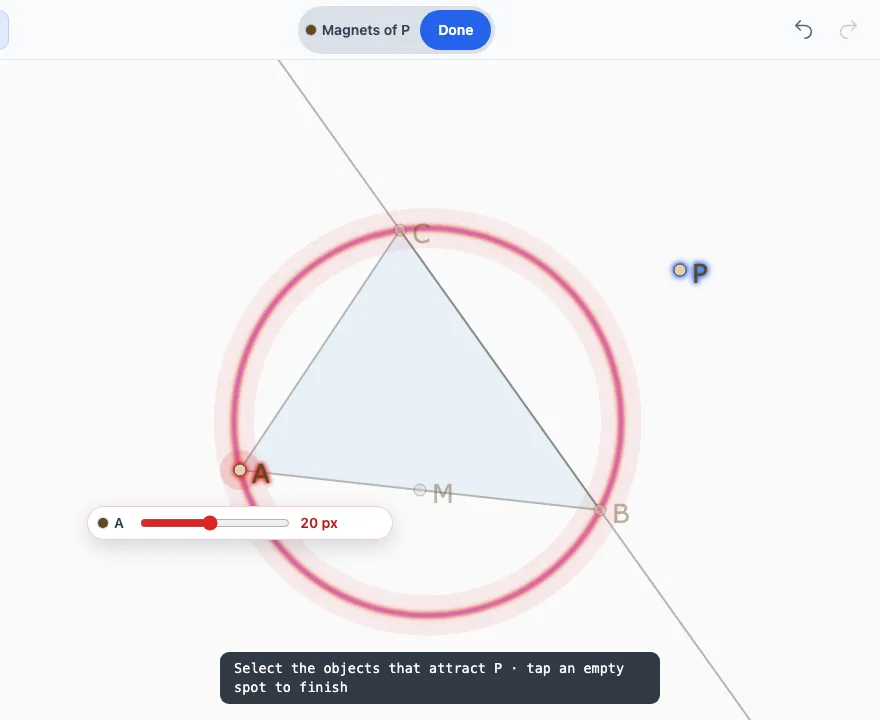 Magnets of P
Done
C
P
A
M
B
A
20 px
Select the objects that attract P · tap an empty
spot to finish